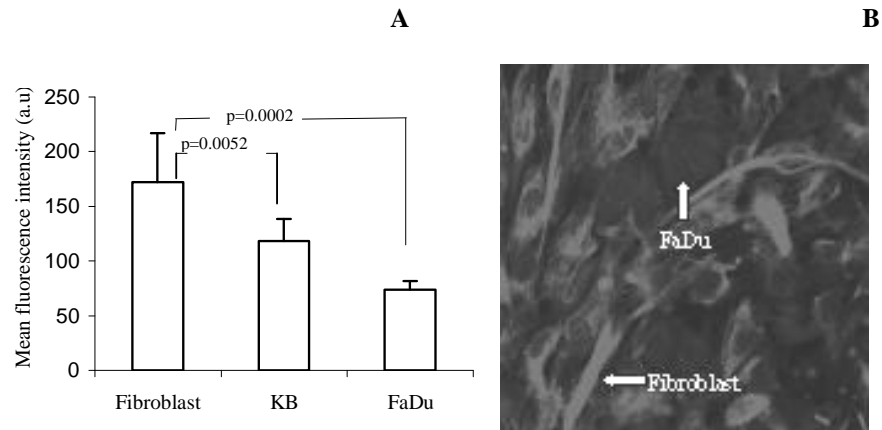 A
B
Mean fluorescence intensity (a.u)
250
200
150
100
50
0
p=0.0002
p=0.0052
Fibroblast
KB
FaDu
FaDu
Fibroblast